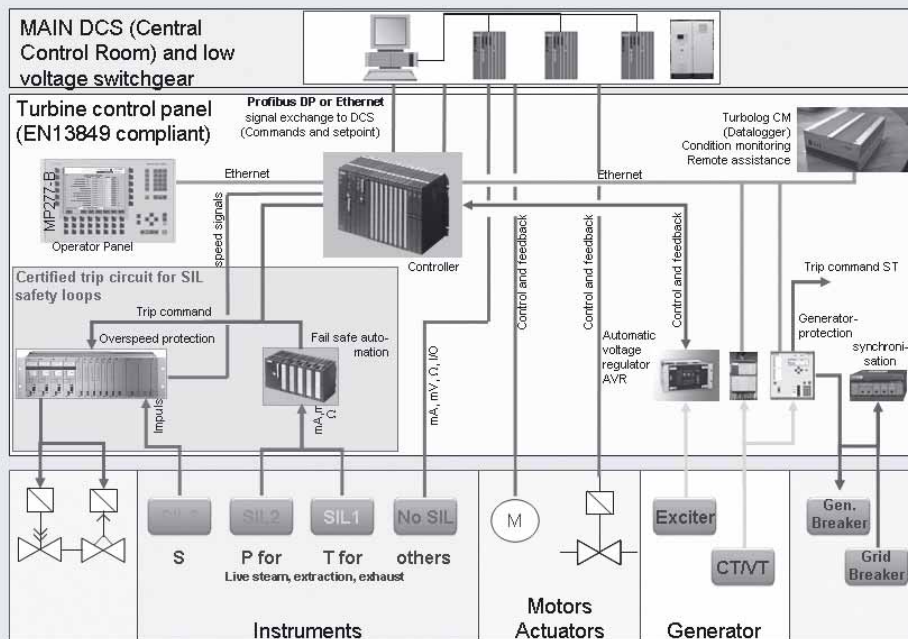 MAIN DCS (Central
Control Room) and low
voltage switchgear
Turbine control panel
(EN13849 compliant)
Profibus DP or Ethernet
signal exchange to DCS
(Commands and setpoint)
Turbolog CM
(Datalogger)
Condition monitoring
Remote assistance
MP277-B
Operator Panel
Ethernet
Ethernet
Controller
speed signals
Certified trip circuit for SIL
safety loops
Trip command
Overspeed protection
Fail safe auto-
mation
Impuls
mA, mV, Ω, I/O
Control and feedback
Control and feedback
Control and feedback
Automatic
voltage
regulator
AVR
Trip command ST
Generator-
protection
synchroni-
sation
SIL2
SIL1
No SIL
M
Exciter
CT/VT
Gen.
Breaker
Grid
Breaker
S
P for
T for
others
Live steam, extraction, exhaust
Instruments
Motors
Actuators
Generator